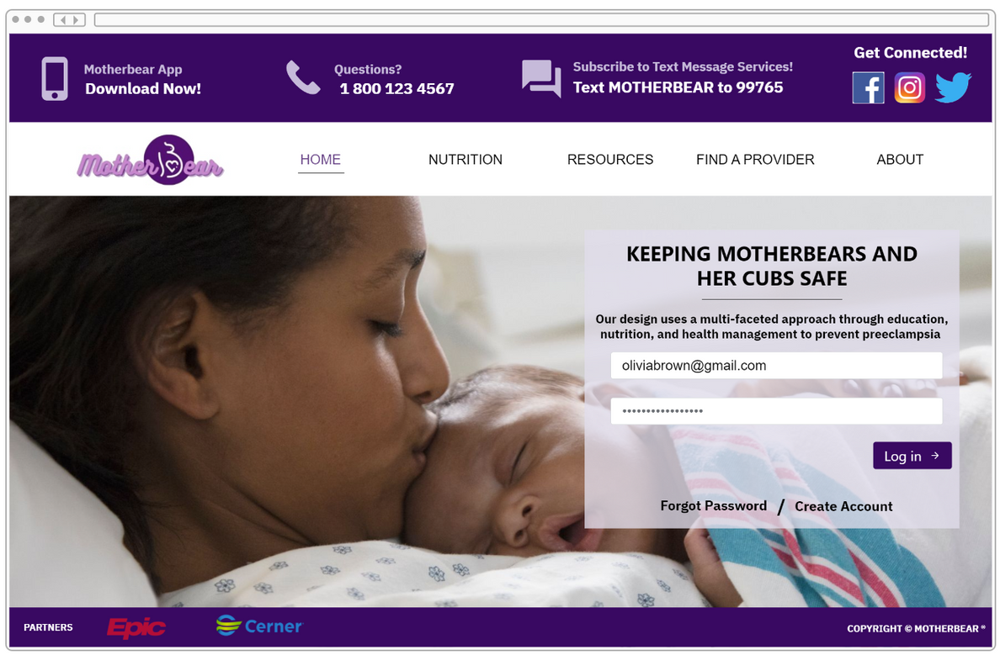 Motherbear App
Download Now!
Questions?
1 800 123 4567
Subscribe to Text Message Services!
Text MOTHERBEAR to 99765
Get Connected!
MotherBear
HOME
NUTRITION
RESOURCES
FIND A PROVIDER
ABOUT
KEEPING MOTHERBEARS AND
HER CUBS SAFE
Our design uses a multi-faceted approach through education,
nutrition, and health management to prevent preeclampsia
oliviabrown@gmail.com
•••••••••••••••••
Log in →
Forgot Password / Create Account
PARTNERS
Epic
Cerner
COPYRIGHT © MOTHERBEAR ®